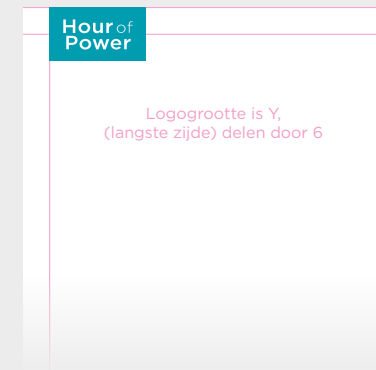 Hour of
Power
Logogrootte is Y,
(langste zijde) delen door 6